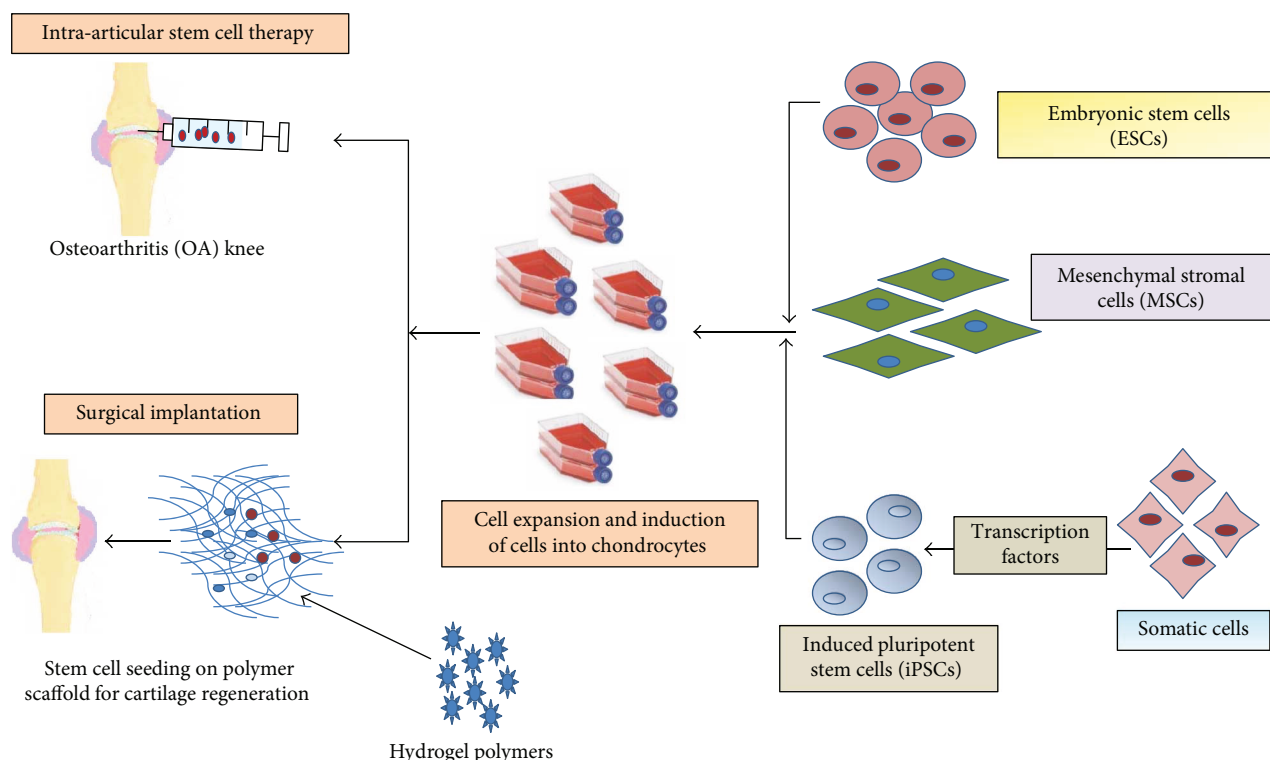 Intra-articular stem cell therapy
Osteoarthritis (OA) knee
Surgical implantation
Stem cell seeding on polymer
scaffold for cartilage regeneration
Hydrogel polymers
Cell expansion and induction
of cells into chondrocytes
Embryonic stem cells
(ESCs)
Mesenchymal stromal
cells (MSCs)
Transcription
factors
Induced pluripotent
stem cells (iPSCs)
Somatic cells